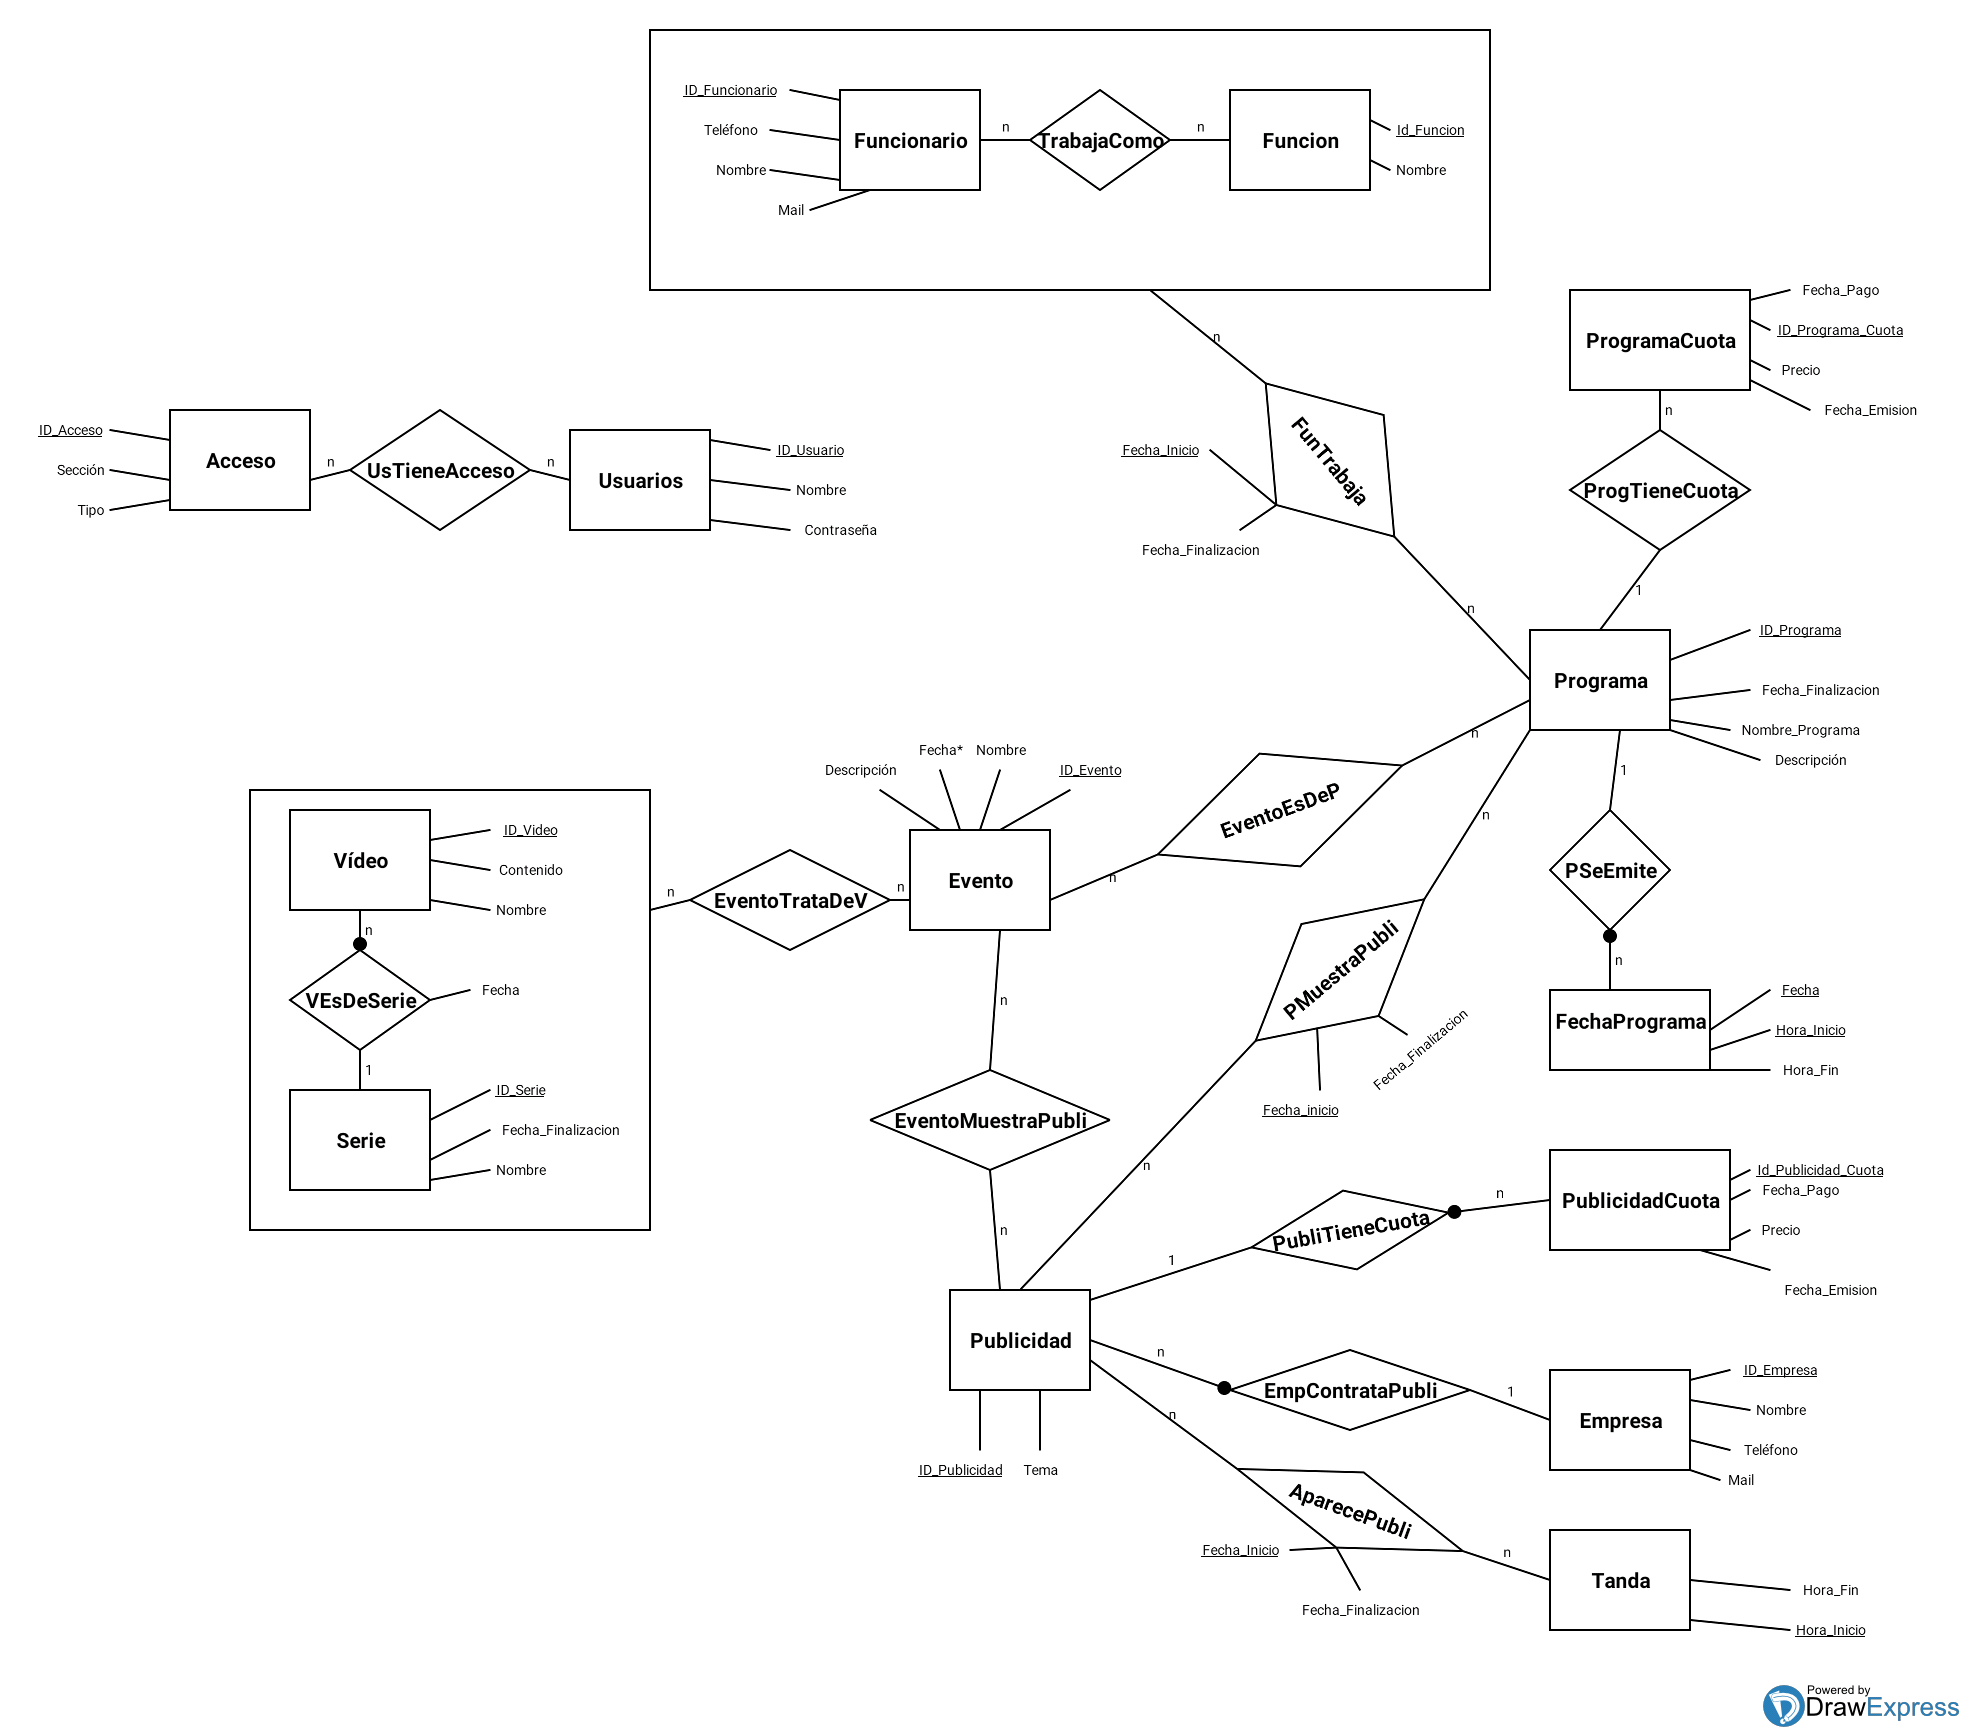 ID_Funcionario
Teléfono
Nombre
Mail
Funcionario
n
TrabajaComo
n
Funcion
Id_Funcion
Nombre
n
FunTrabaja
Fecha_Inicio
Fecha_Finalizacion
n
ProgramaCuota
Fecha_Pago
ID_Programa_Cuota
Precio
Fecha_Emision
n
ProgTieneCuota
1
ID_Acceso
Sección
Tipo
Acceso
n
UsTieneAcceso
n
Usuarios
ID_Usuario
Nombre
Contraseña
Programa
ID_Programa
Fecha_Finalizacion
Nombre_Programa
Descripción
n
EventoEsDeP
n
Descripción
Fecha*
Nombre
ID_Evento
Evento
n
EventoTrataDeV
n
Vídeo
ID_Video
Contenido
Nombre
n
VEsDeSerie
Fecha
1
Serie
ID_Serie
Fecha_Finalizacion
Nombre
n
EventoMuestraPubli
n
n
PMuestraPubli
Fecha_inicio
Fecha_Finalizacion
n
1
PSeEmite
n
FechaPrograma
Fecha
Hora_Inicio
Hora_Fin
Publicidad
ID_Publicidad
Tema
1
PubliTieneCuota
n
PublicidadCuota
Id_Publicidad_Cuota
Fecha_Pago
Precio
Fecha_Emision
n
EmpContrataPubli
1
Empresa
ID_Empresa
Nombre
Teléfono
Mail
n
AparecePubli
Fecha_Inicio
Fecha_Finalizacion
n
Tanda
Hora_Fin
Hora_Inicio
Powered by
DrawExpress